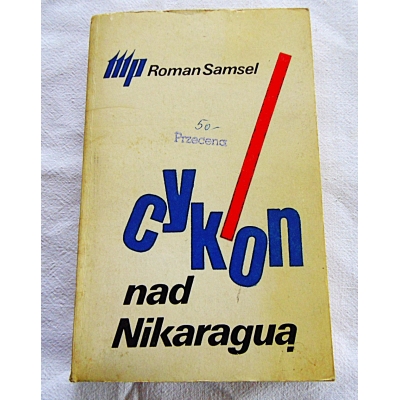 mp Roman Samsel
50,-
Przecena
cyklon
nad
Nikaraguą